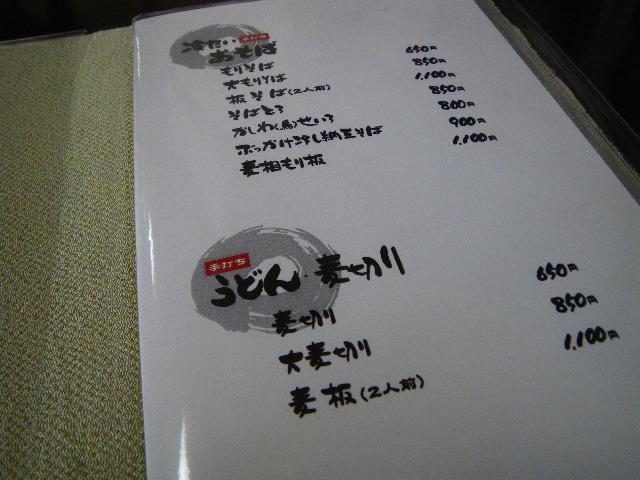 冷たい 手打ち
おそば
もりそば 650円
大もりそば 850円
板そば(2人前) 1,100円
そばとろ 850円
かしわ(鳥)せいろ 800円
ぶっかけ冷し納豆そば 900円
麦相もり板 1,100円
手打ち
うどん・麦切り
麦切り 650円
大麦切り 850円
麦板(2人前) 1,100円